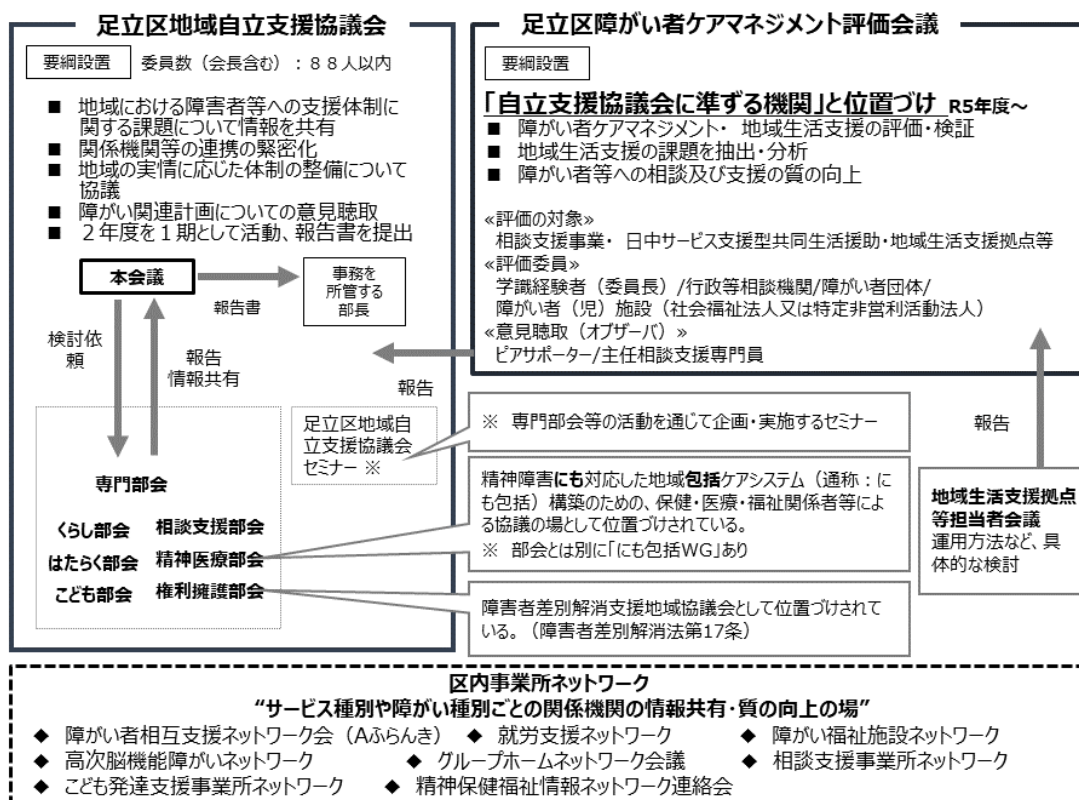 足立区地域自立支援協議会
要綱設置
委員数（会長含む）：８８人以内
■ 地域における障害者等への支援体制に
関する課題について情報を共有
■ 関係機関等の連携の緊密化
■ 地域の実情に応じた体制の整備について
協議
■ 障がい関連計画についての意見聴取
■ ２年度を１期として活動、報告書を提出
本会議
報告書
事務を
所管する
部長
検討依
頼
報告
情報共有
専門部会
くらし部会
相談支援部会
はたらく部会
精神医療部会
こども部会
権利擁護部会
足立区地域自
立支援協議会
セミナー ※
足立区障がい者ケアマネジメント評価会議
要綱設置
「自立支援協議会に準ずる機関」と位置づけ R5年度～
■ 障がい者ケアマネジメント・ 地域生活支援の評価・検証
■ 地域生活支援の課題を抽出・分析
■ 障がい者等への相談及び支援の質の向上
≪評価の対象≫
相談支援事業・ 日中サービス支援型共同生活援助・地域生活支援拠点等
≪評価委員≫
学識経験者（委員長）/行政等相談機関/障がい者団体/
障がい者（児）施設（社会福祉法人又は特定非営利活動法人）
≪意見聴取（オブザーバ）≫
ピアサポーター/主任相談支援専門員
報告
※ 専門部会等の活動を通じて企画・実施するセミナー
精神障害にも対応した地域包括ケアシステム（通称：に
も包括）構築のための、保健・医療・福祉関係者等によ
る協議の場として位置づけされている。
※ 部会とは別に「にも包括WG」あり
障害者差別解消支援地域協議会として位置づけされて
いる。（障害者差別解消法第17条）
報告
地域生活支援拠点
等担当者会議
運用方法など、具
体的な検討
区内事業所ネットワーク
“サービス種別や障がい種別ごとの関係機関の情報共有・質の向上の場”
◆ 障がい者相互支援ネットワーク会（Aふらんき） ◆ 就労支援ネットワーク ◆ 障がい福祉施設ネットワーク
◆ 高次脳機能障がいネットワーク ◆ グループホームネットワーク会議 ◆ 相談支援事業所ネットワーク
◆ こども発達支援事業所ネットワーク ◆ 精神保健福祉情報ネットワーク連絡会